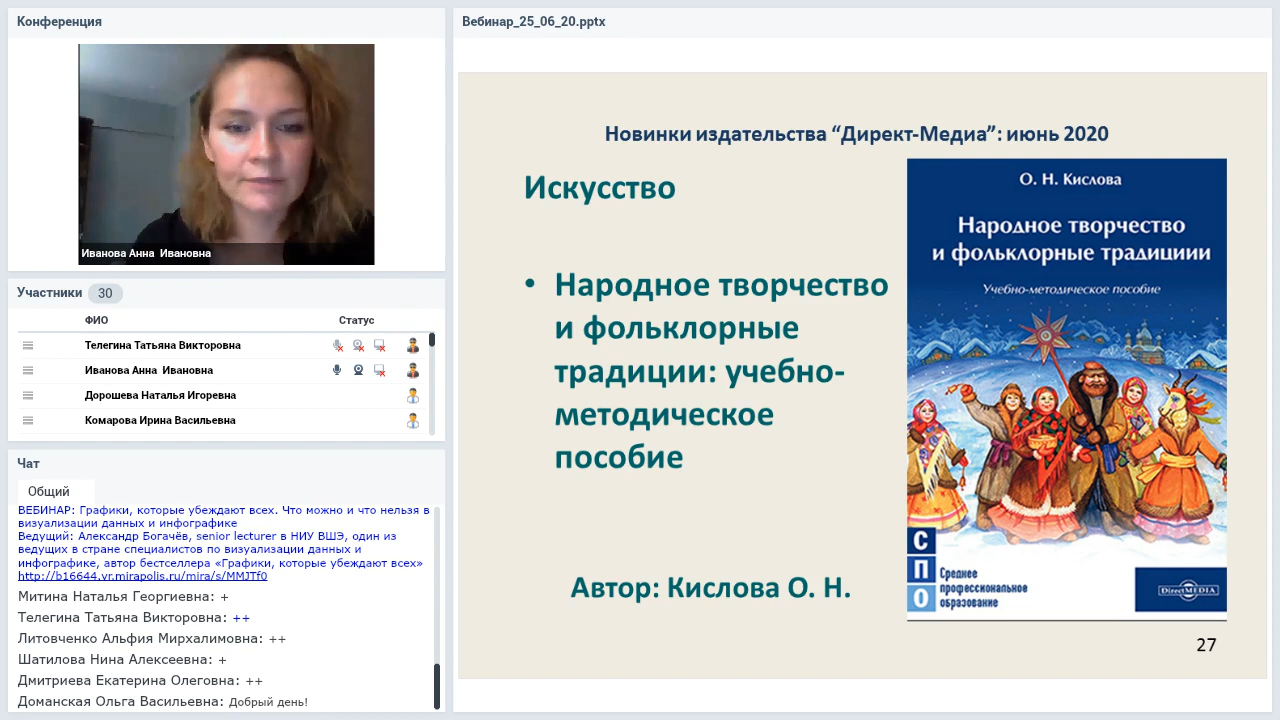 Конференция
Иванова Анна Ивановна
Участники 30
ФИО Статус
Телегина Татьяна Викторовна
Иванова Анна Ивановна
Дорошева Наталья Игоревна
Комарова Ирина Васильевна
Чат
Общий
ВЕБИНАР: Графики, которые убеждают всех. Что можно и что нельзя в
визуализации данных и инфографике
Ведущий: Александр Богачёв, senior lecturer в НИУ ВШЭ, один из
ведущих в стране специалистов по визуализации данных и
инфографике, автор бестселлера «Графики, которые убеждают всех»
http://b16644.vr.mirapolis.ru/mira/s/MMJTf0
Митина Наталья Георгиевна: +
Телегина Татьяна Викторовна: ++
Литовченко Альфия Мирхалимовна: ++
Шатилова Нина Алексеевна: +
Дмитриева Екатерина Олеговна: ++
Доманская Ольга Васильевна: Добрый день!
Вебинар_25_06_20.pptx
Новинки издательства “Директ-Медиа”: июнь 2020
Искусство
• Народное творчество
и фольклорные
традиции: учебно-
методическое
пособие
Автор: Кислова О. Н.
О. Н. Кислова
Народное творчество
и фольклорные традициии
Учебно-методическое пособие
С
П
О
Среднее
профессиональное
образование
DirectMEDIA
27